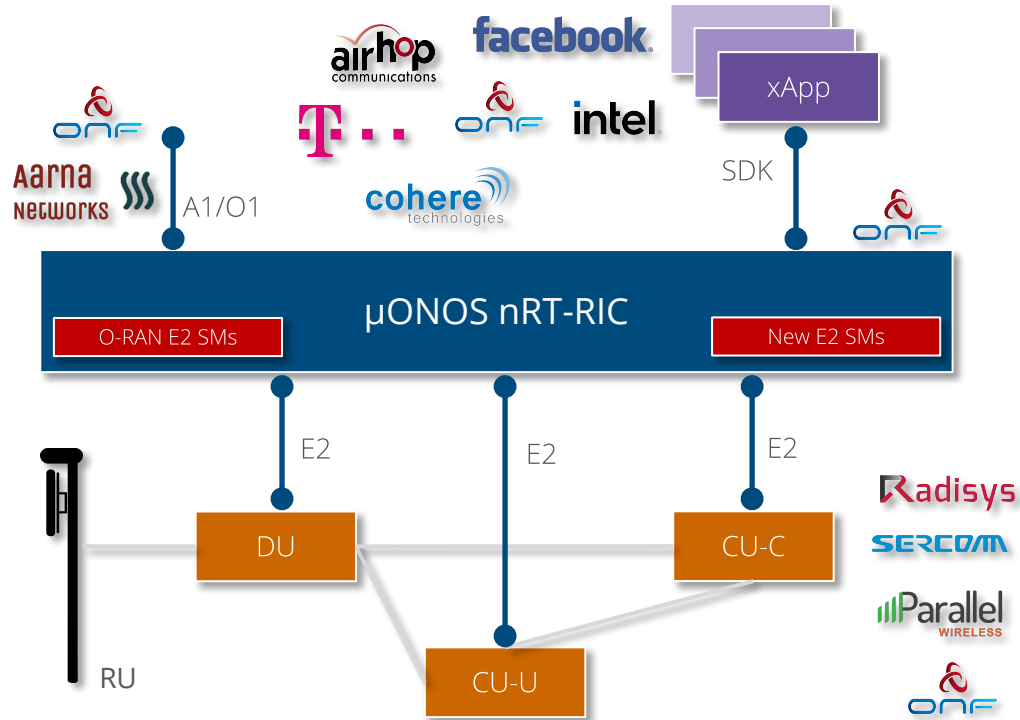 airhop
communications
facebook
xApp
ONF
T
ONF
intel
SDK
Aarna
Networks
A1/O1
cohere
technologies
ONF
µONOS nRT-RIC
O-RAN E2 SMs
New E2 SMs
E2
E2
E2
Radisys
DU
CU-C
SERCOMM
Parallel
WIRELESS
RU
CU-U
ONF